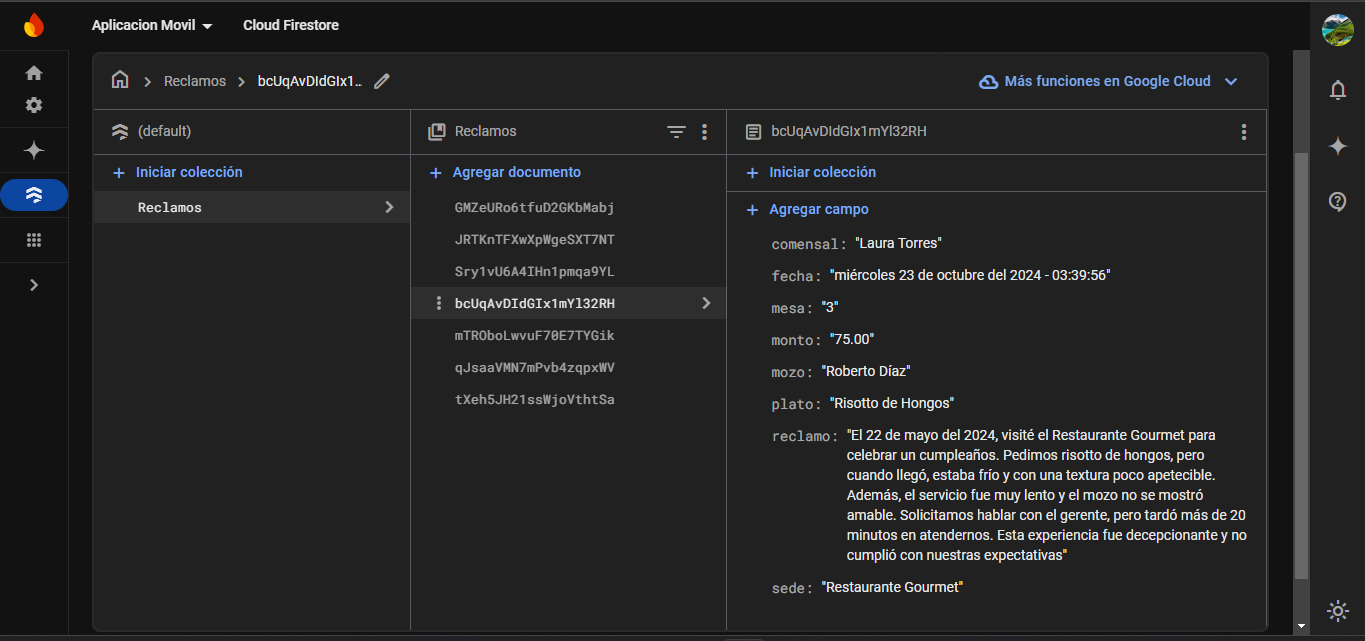 Aplicacion Movil
Cloud Firestore
Reclamos
bcUqAvDIdGIx1…
Más funciones en Google Cloud
(default)
Iniciar colección
Reclamos
Reclamos
Agregar documento
GMZeURo6tfuD2GKbMabj
JRTKnTFXwXpWgeSXT7NT
Sry1vU6A4IHn1pmqa9YL
bcUqAvDIdGIx1mYl32RH
mTROboLwvuF70E7TYGik
qJsaaVMN7mPvb4zqpxWV
tXeh5JH21ssWjoVthtSa
bcUqAvDIdGIx1mYl32RH
Iniciar colección
Agregar campo
comensal: "Laura Torres"
fecha: "miércoles 23 de octubre del 2024 - 03:39:56"
mesa: "3"
monto: "75.00"
mozo: "Roberto Díaz"
plato: "Risotto de Hongos"
reclamo: "El 22 de mayo del 2024, visité el Restaurante Gourmet para
celebrar un cumpleaños. Pedimos risotto de hongos, pero
cuando llegó, estaba frío y con una textura poco apetecible.
Además, el servicio fue muy lento y el mozo no se mostró
amable. Solicitamos hablar con el gerente, pero tardó más de 20
minutos en atendernos. Esta experiencia fue decepcionante y no
cumplió con nuestras expectativas"
sede: "Restaurante Gourmet"